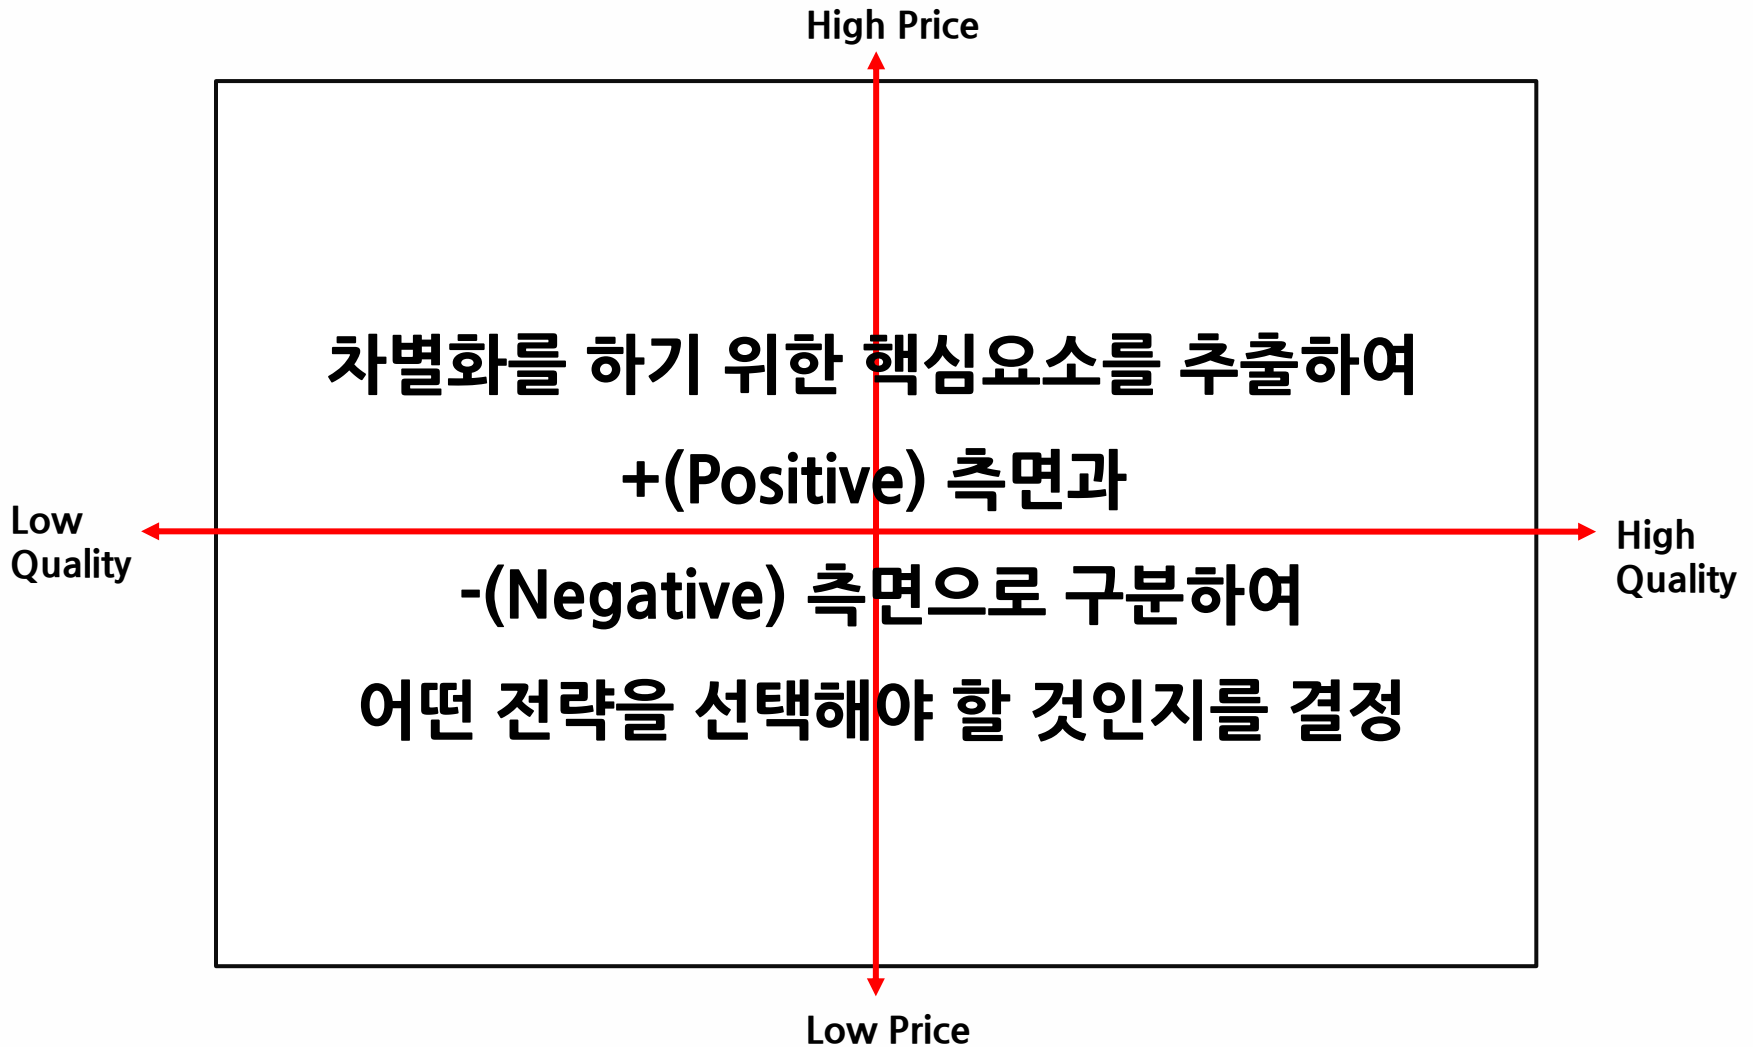 High Price
차별화를 하기 위한 핵심요소를 추출하여
+(Positive) 측면과
Low
Quality
High
Quality
-(Negative) 측면으로 구분하여
어떤 전략을 선택해야 할 것인지를 결정
Low Price